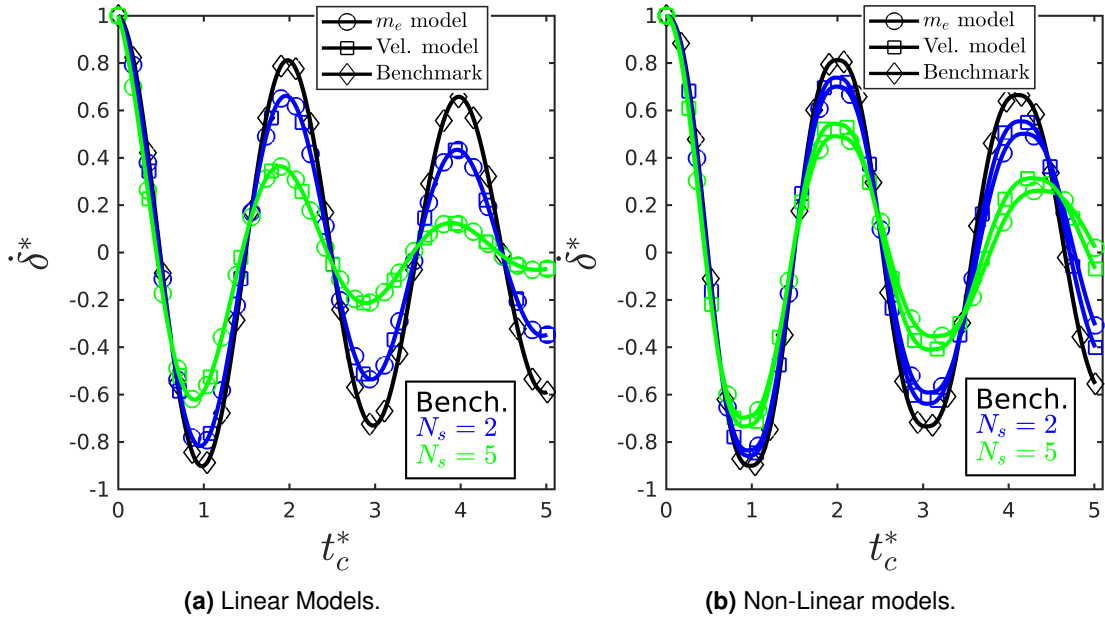 m_e model
Vel. model
Benchmark
1
0.8
0.6
0.4
0.2
0
-0.2
-0.4
-0.6
-0.8
-1
δ̇*
Bench.
N_s = 2
N_s = 5
0 1 2 3 4 5
t_c^*
(a) Linear Models.
m_e model
Vel. model
Benchmark
1
0.8
0.6
0.4
0.2
0
-0.2
-0.4
-0.6
-0.8
-1
δ̇*
Bench.
N_s = 2
N_s = 5
0 1 2 3 4 5
t_c^*
(b) Non-Linear models.